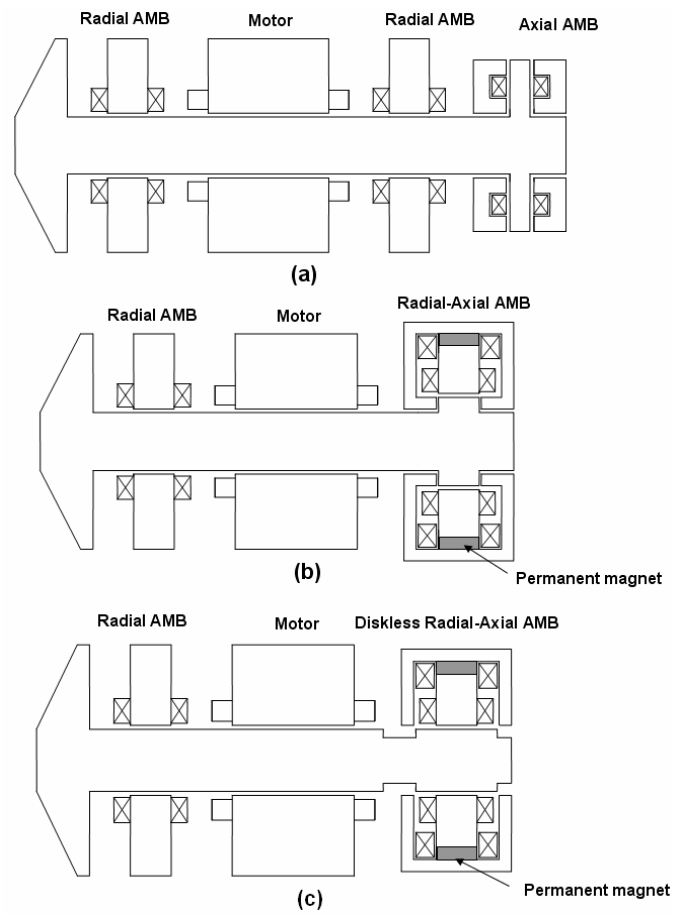 Radial AMB
Motor
Radial AMB
Axial AMB
(a)
Radial AMB
Motor
Radial-Axial AMB
(b)
Permanent magnet
Radial AMB
Motor
Diskless Radial-Axial AMB
Permanent magnet
(c)